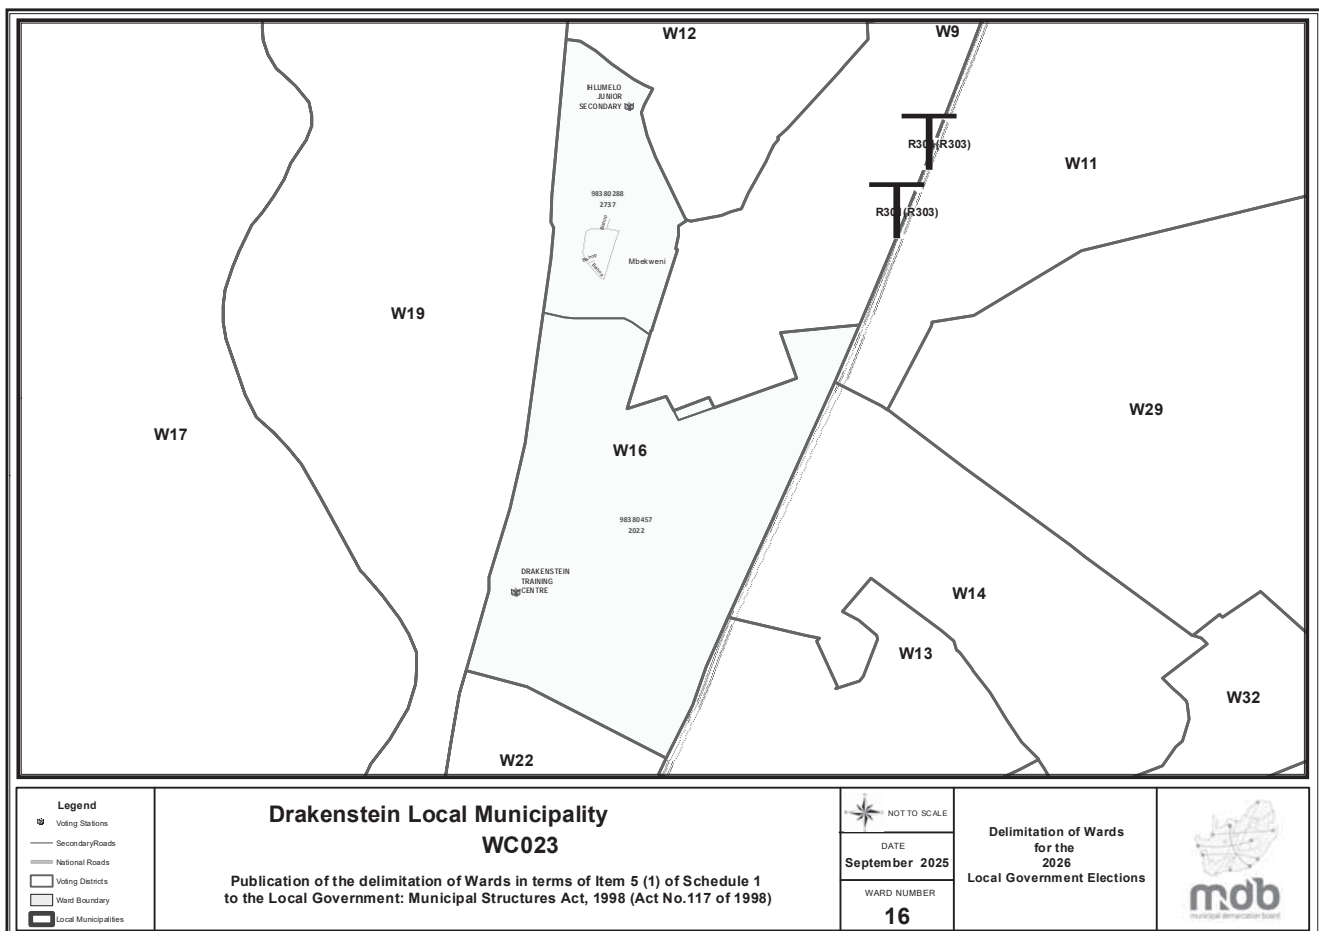 W12
W9
IHLUMELO
JUNIOR
SECONDARY
R301(R303)
W11
98380288
2737
R301(R303)
Mbekweni
W19
W29
W17
W16
98380457
2022
DRAKENSTEIN
TRAINING
CENTRE
W14
W13
W32
W22
Legend
Voting Stations
SecondaryRoads
National Roads
Voting Districts
Ward Boundary
Local Municipalities
Drakenstein Local Municipality
WC023
Publication of the delimitation of Wards in terms of Item 5 (1) of Schedule 1
to the Local Government: Municipal Structures Act, 1998 (Act No.117 of 1998)
NOT TO SCALE
DATE
September 2025
WARD NUMBER
16
Delimitation of Wards
for the
2026
Local Government Elections
mdb
municipal demarcation board